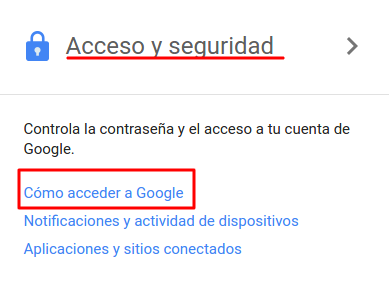 Acceso y seguridad
Controla la contraseña y el acceso a tu cuenta de
Google.
Cómo acceder a Google
Notificaciones y actividad de dispositivos
Aplicaciones y sitios conectados